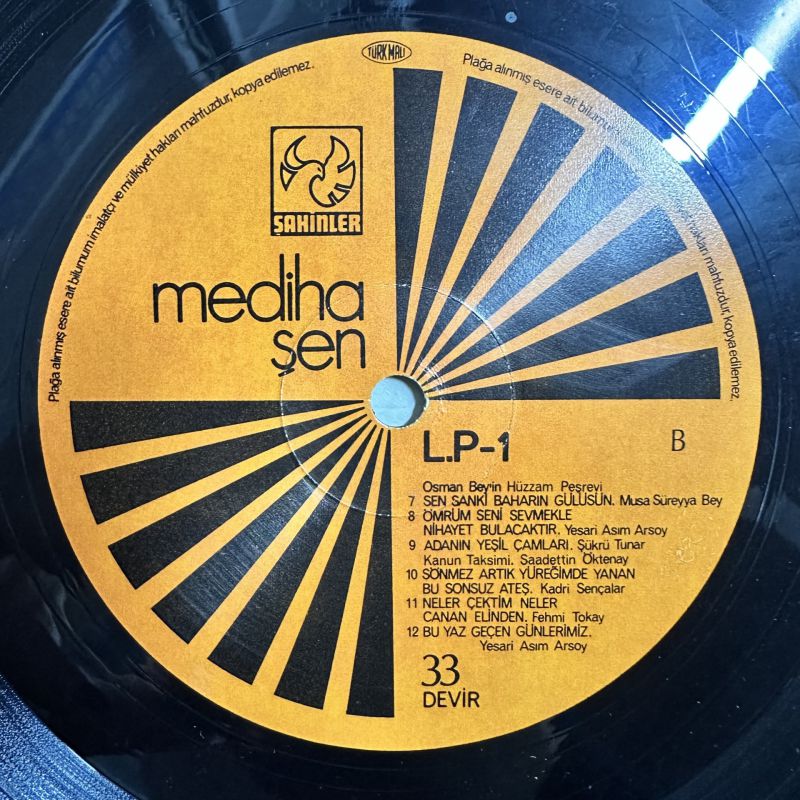 TÜRK MALI
Plağa alınmış esere ait bilumum imalatçı ve mülkiyet hakları mahfuzdur, kopya edilemez.
Plağa alınmış esere ait bilumum
mülkiyet hakları mahfuzdur, kopya edilemez.
ŞAHİNLER
mediha
şen
L.P-1
B
Osman Bey'in Hüzzam Peşrevi
7 SEN SANKİ BAHARIN GÜLÜSÜN. Musa Süreyya Bey
8 ÖMRÜM SENİ SEVMEKLE
NİHAYET BULACAKTIR. Yesari Asım Arsoy
9 ADANIN YEŞİL ÇAMLARI. Şükrü Tunar
Kanun Taksimi. Saadettin Öktenay
10 SÖNMEZ ARTIK YÜREĞİMDE YANAN
BU SONSUZ ATEŞ. Kadri Şençalar
11 NELER ÇEKTİM NELER
CANAN ELİNDEN. Fehmi Tokay
12 BU YAZ GEÇEN GÜNLERİMİZ.
Yesari Asım Arsoy
33
DEVİR